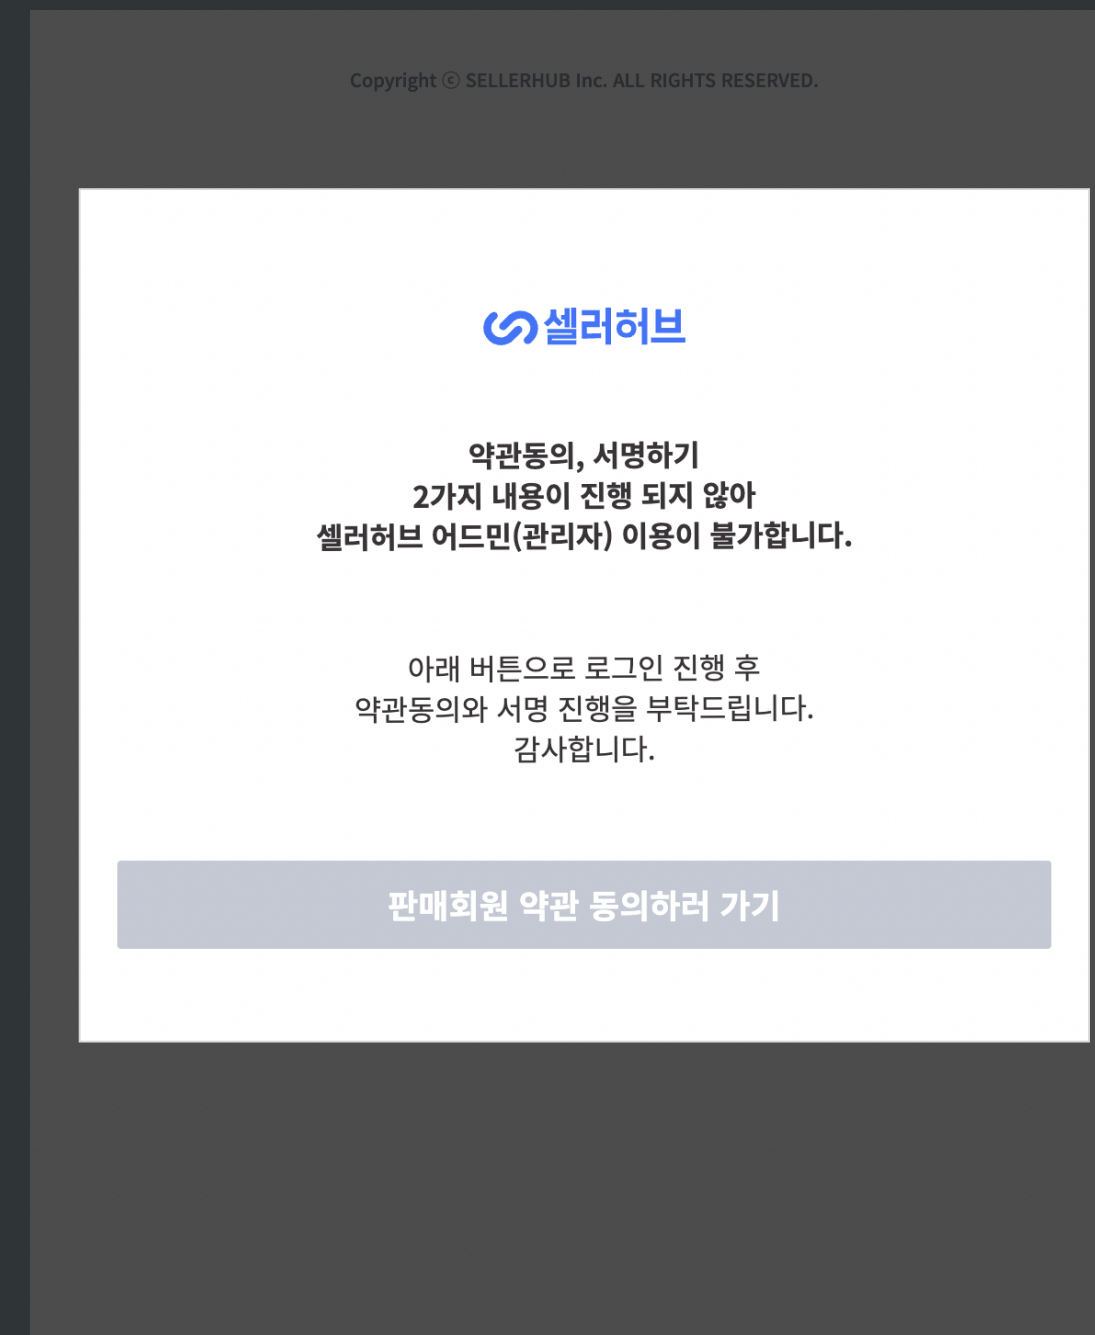 Copyright ⓒ SELLERHUB Inc. ALL RIGHTS RESERVED.
셀러허브
약관동의, 서명하기
2가지 내용이 진행 되지 않아
셀러허브 어드민(관리자) 이용이 불가합니다.
아래 버튼으로 로그인 진행 후
약관동의와 서명 진행을 부탁드립니다.
감사합니다.
판매회원 약관 동의하러 가기